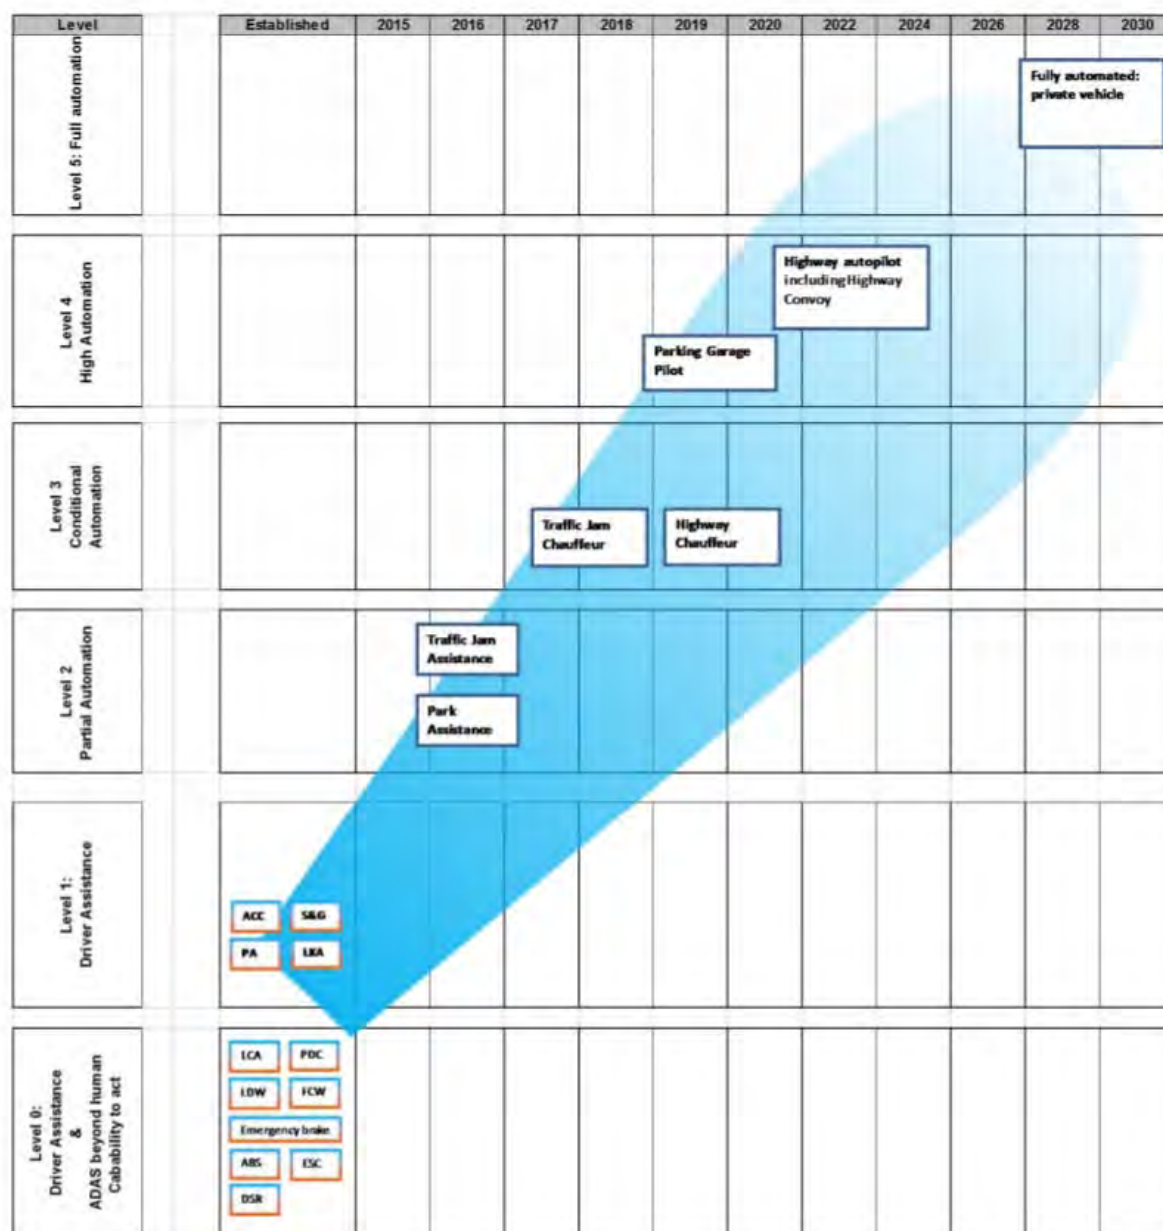 Level Established 2015 2016 2017 2018 2019 2020 2022 2024 2026 2028 2030
Level 5: Full automation
Fully automated:
private vehicle
Level 4
High Automation
Highway autopilot
including Highway
Convoy
Parking Garage
Pilot
Level 3
Conditional
Automation
Traffic Jam
Chauffeur
Highway
Chauffeur
Level 2
Partial Automation
Traffic Jam
Assistance
Park
Assistance
Level 1:
Driver Assistance
ACC S&G
PA LKA
Level 0:
Driver Assistance
&
ADAS beyond human
Cabability to act
LCA PDC
LDW FCW
Emergency brake
ABS ESC
DSR